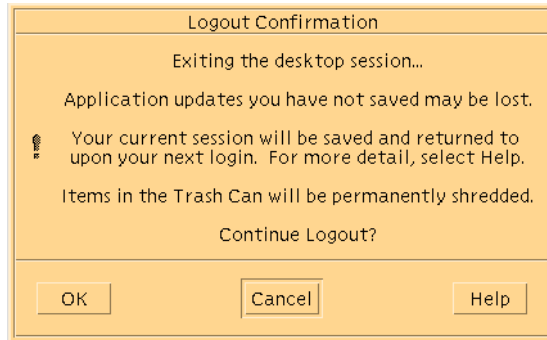 Logout Confirmation
Exiting the desktop session...
Application updates you have not saved may be lost.
Your current session will be saved and returned to
upon your next login. For more detail, select Help.
Items in the Trash Can will be permanently shredded.
Continue Logout?
OK Cancel Help